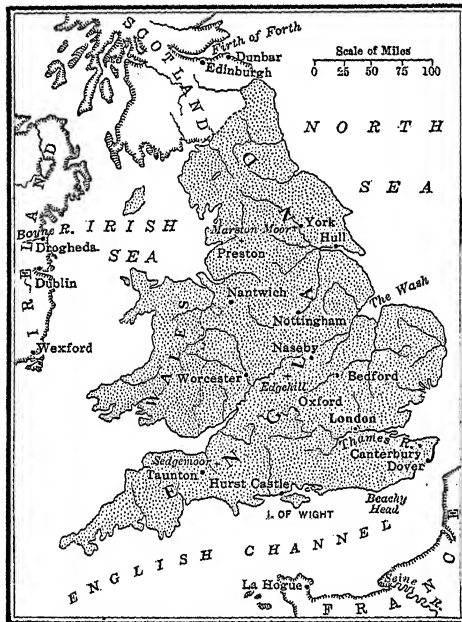 SCOTLAND
Firth of Forth
Dunbar
Edinburgh
Scale of Miles
0 25 50 75 100
NORTH
SEA
IRELAND
Boyne R.
Drogheda
Dublin
Wexford
IRISH
SEA
ENGLAND
Marston Moor
York
Hull
Preston
The Wash
Nantwich
Nottingham
WALES
Naseby
Worcester
Edgehill
Bedford
Oxford
London
Thames R.
Canterbury
Dover
Sedgemoor
Taunton
Hurst Castle
Beachy
Head
I. OF WIGHT
ENGLISH CHANNEL
La Hogue
Seine R.
FRANCE